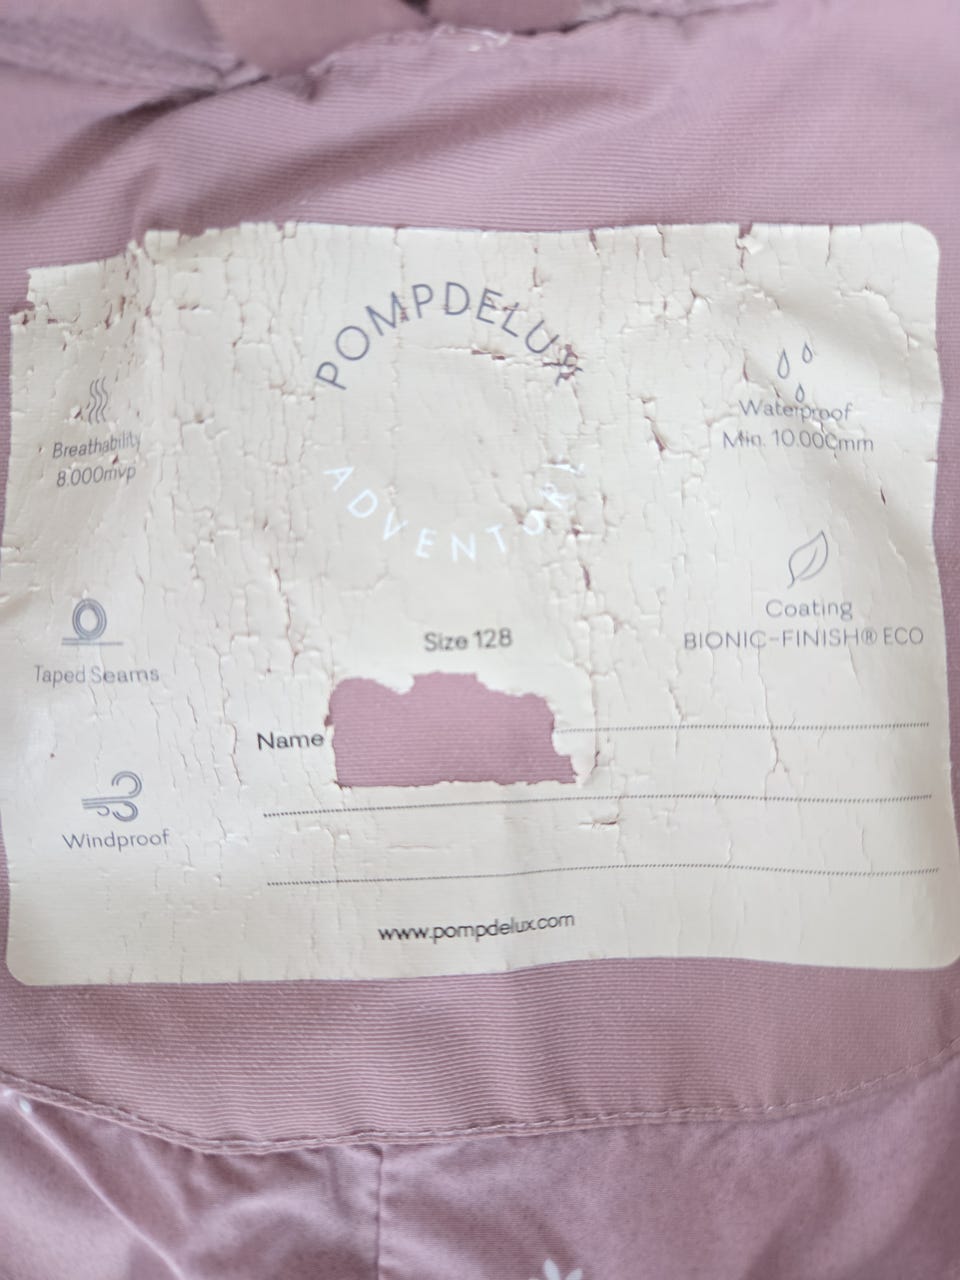 POMPDELUX
ADVENTURE
Breathability
8.000mvp
Waterproof
Min. 10.000mm
Taped Seams
Coating
BIONIC-FINISH® ECO
Size 128
Name
Windproof
www.pompdelux.com